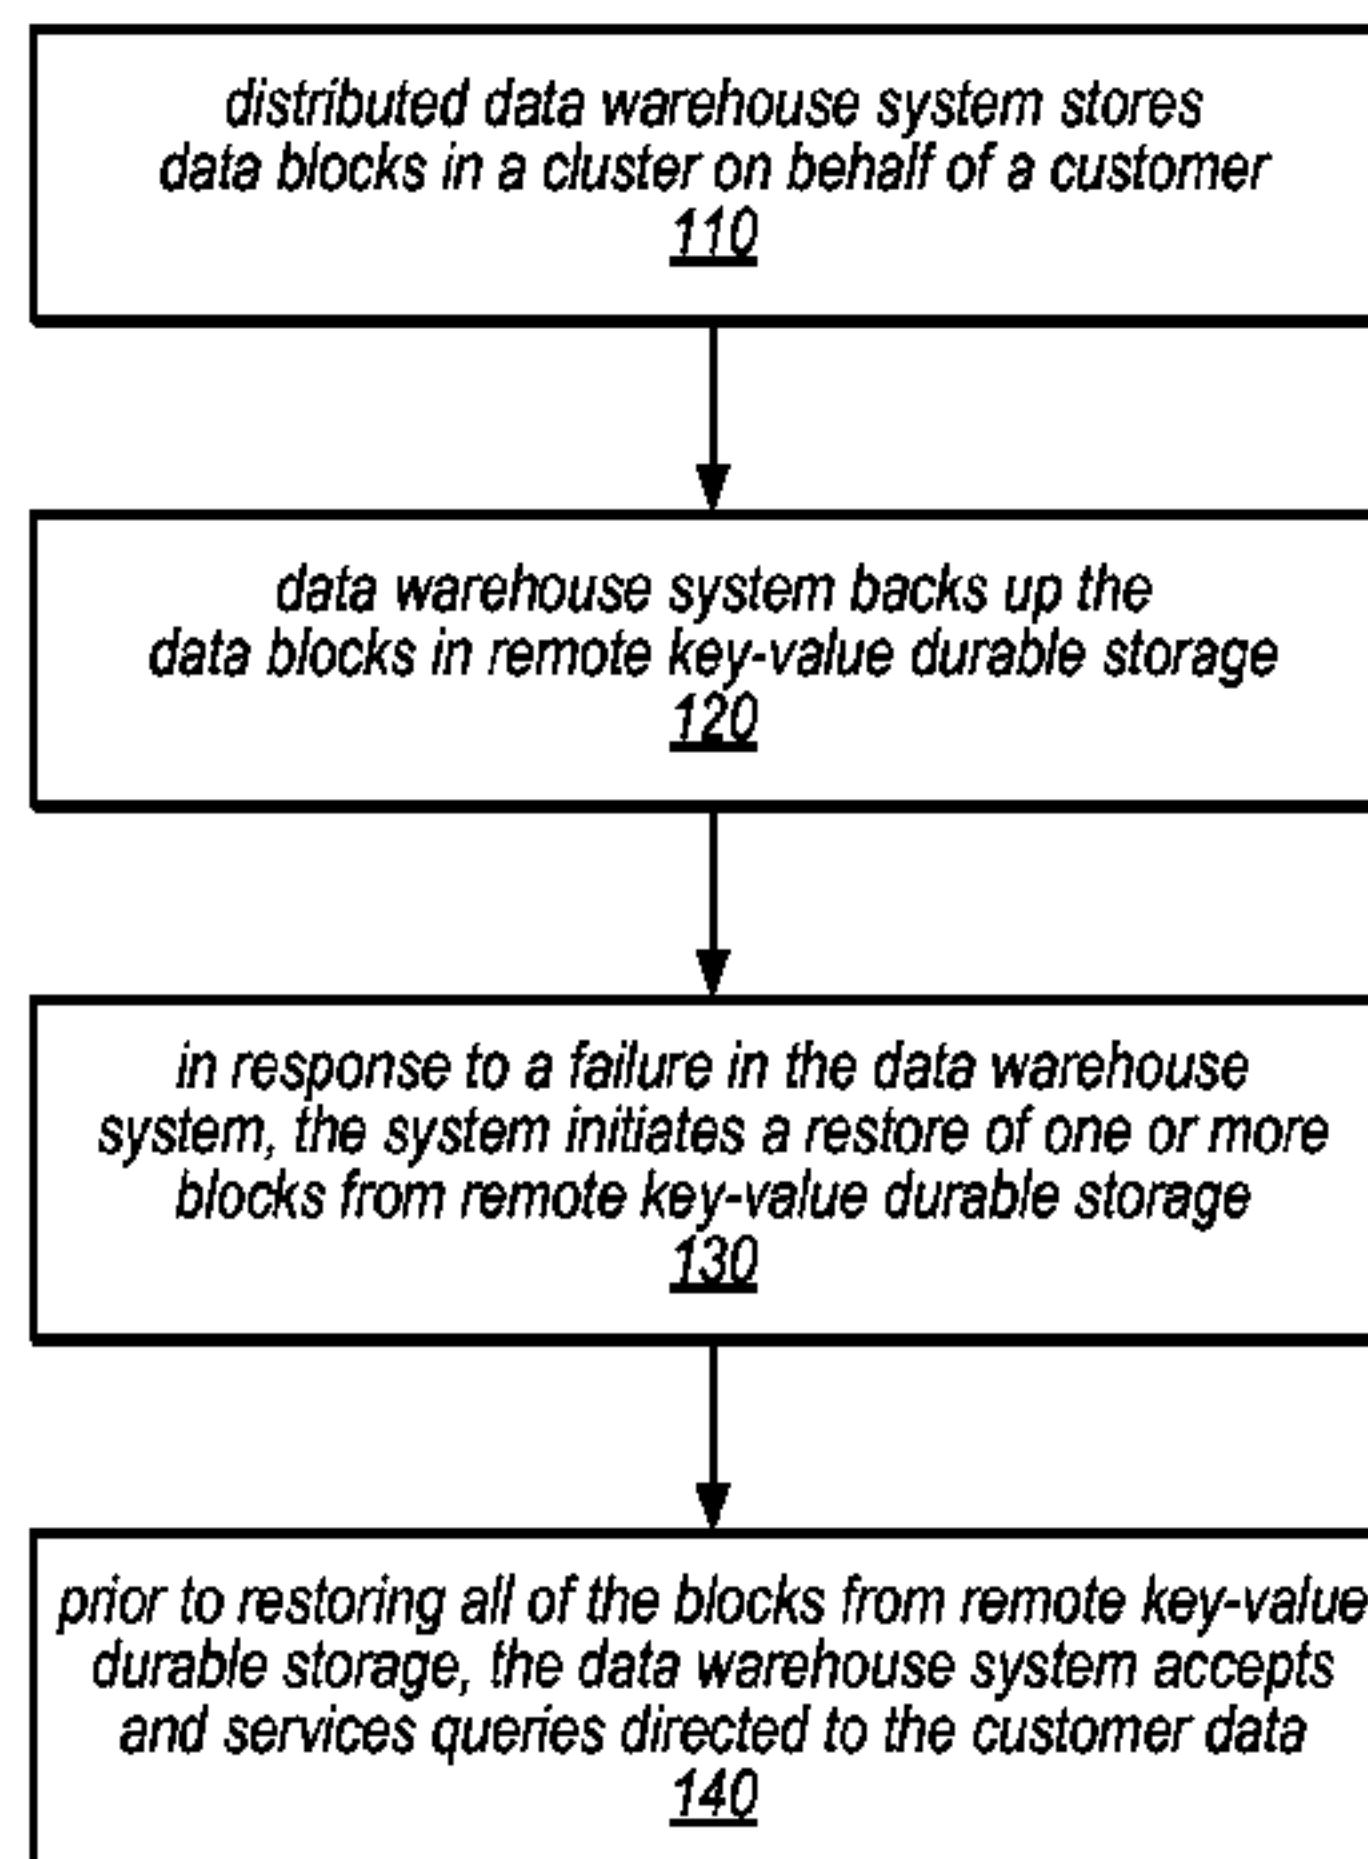 distributed data warehouse system stores
data blocks in a cluster on behalf of a customer
110
data warehouse system backs up the
data blocks in remote key-value durable storage
120
in response to a failure in the data warehouse
system, the system initiates a restore of one or more
blocks from remote key-value durable storage
130
prior to restoring all of the blocks from remote key-value
durable storage, the data warehouse system accepts
and services queries directed to the customer data
140